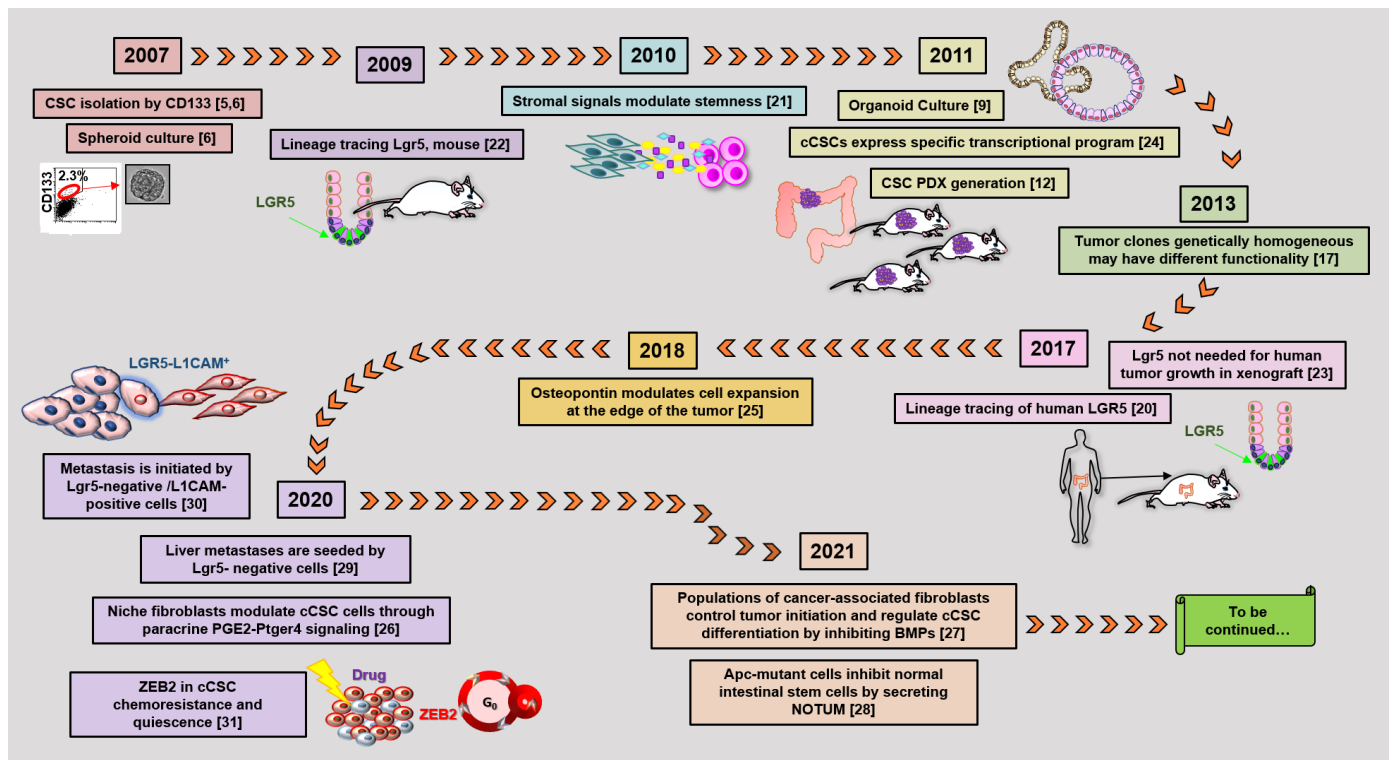 2007
CSC isolation by CD133 [5,6]
Spheroid culture [6]
CD133
2.3%
2009
Lineage tracing Lgr5, mouse [22]
LGR5
2010
Stromal signals modulate stemness [21]
2011
Organoid Culture [9]
cCSCs express specific transcriptional program [24]
CSC PDX generation [12]
2013
Tumor clones genetically homogeneous
may have different functionality [17]
2017
Lgr5 not needed for human
tumor growth in xenograft [23]
Lineage tracing of human LGR5 [20]
LGR5
2018
Osteopontin modulates cell expansion
at the edge of the tumor [25]
LGR5-L1CAM⁺
2020
Metastasis is initiated by
Lgr5-negative /L1CAM-
positive cells [30]
Liver metastases are seeded by
Lgr5- negative cells [29]
Niche fibroblasts modulate cCSC cells through
paracrine PGE2-Ptger4 signaling [26]
ZEB2 in cCSC
chemoresistance and
quiescence [31]
Drug
ZEB2
G₀
2021
Populations of cancer-associated fibroblasts
control tumor initiation and regulate cCSC
differentiation by inhibiting BMPs [27]
Apc-mutant cells inhibit normal
intestinal stem cells by secreting
NOTUM [28]
To be
continued…